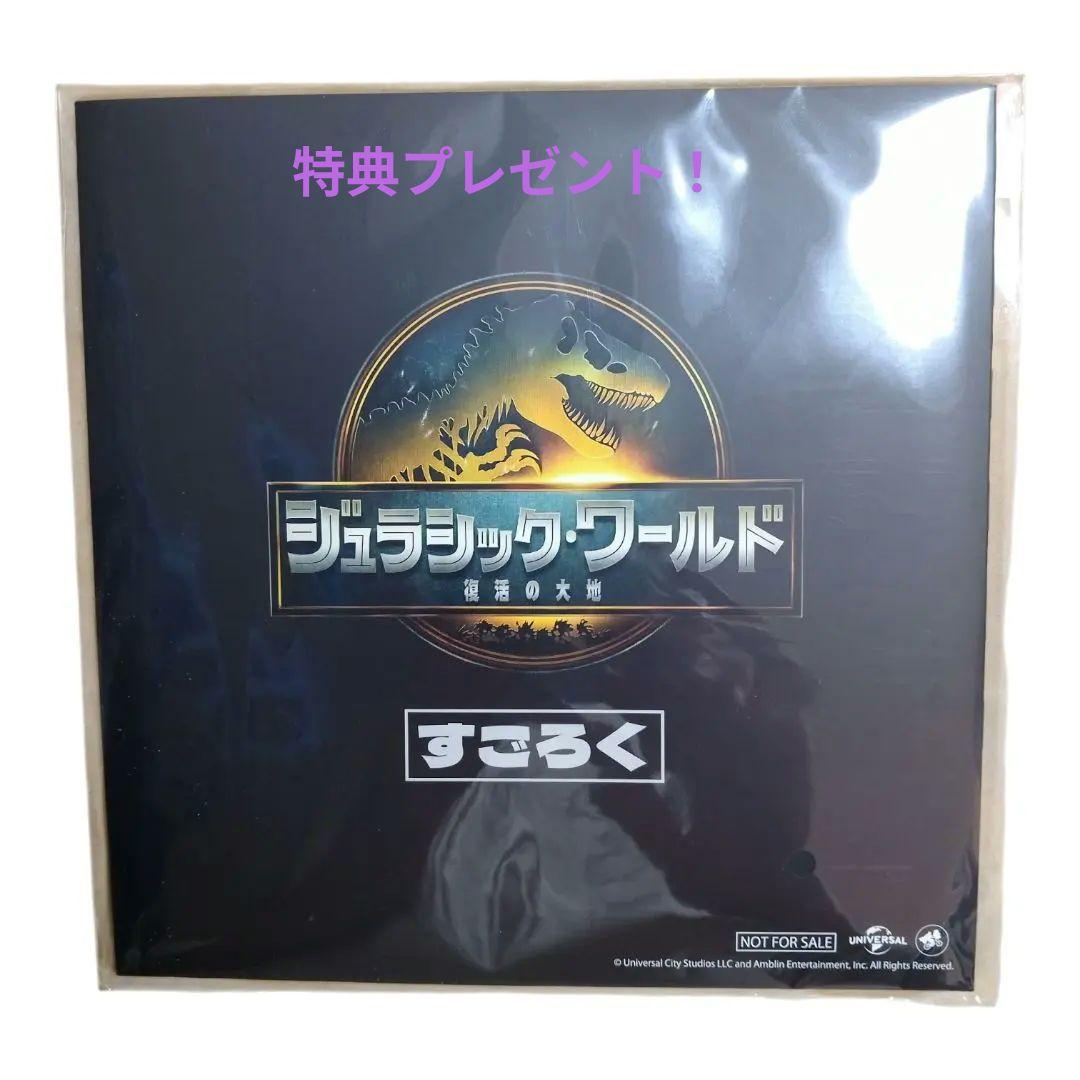 特典プレゼント！
ジュラシック・ワールド
復活の大地
すごろく
NOT FOR SALE
UNIVERSAL
© Universal City Studios LLC and Amblin Entertainment, Inc. All Rights Reserved.